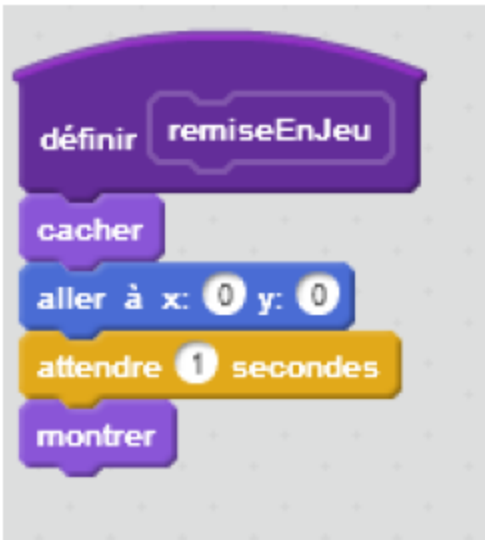 définir remiseEnJeu
cacher
aller à x: 0 y: 0
attendre 1 secondes
montrer